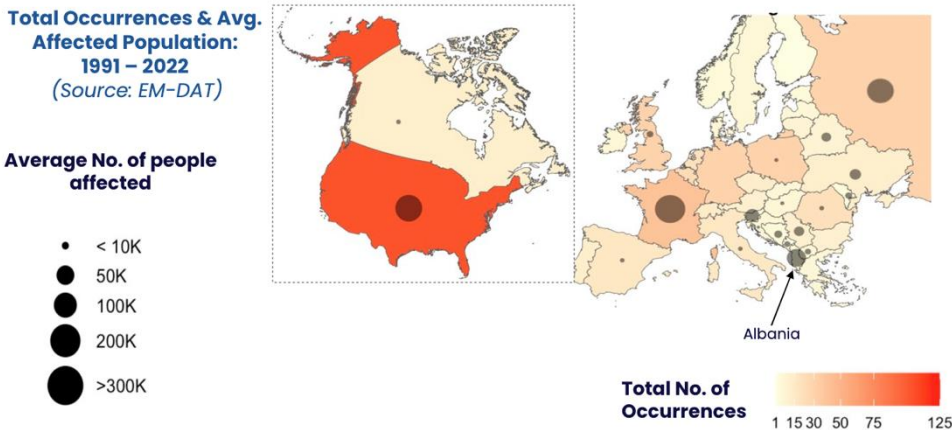 Total Occurrences & Avg.
Affected Population:
1991 – 2022
(Source: EM-DAT)
Average No. of people
affected
< 10K
50K
100K
200K
>300K
Albania
Total No. of
Occurrences
1 15 30 50 75 125